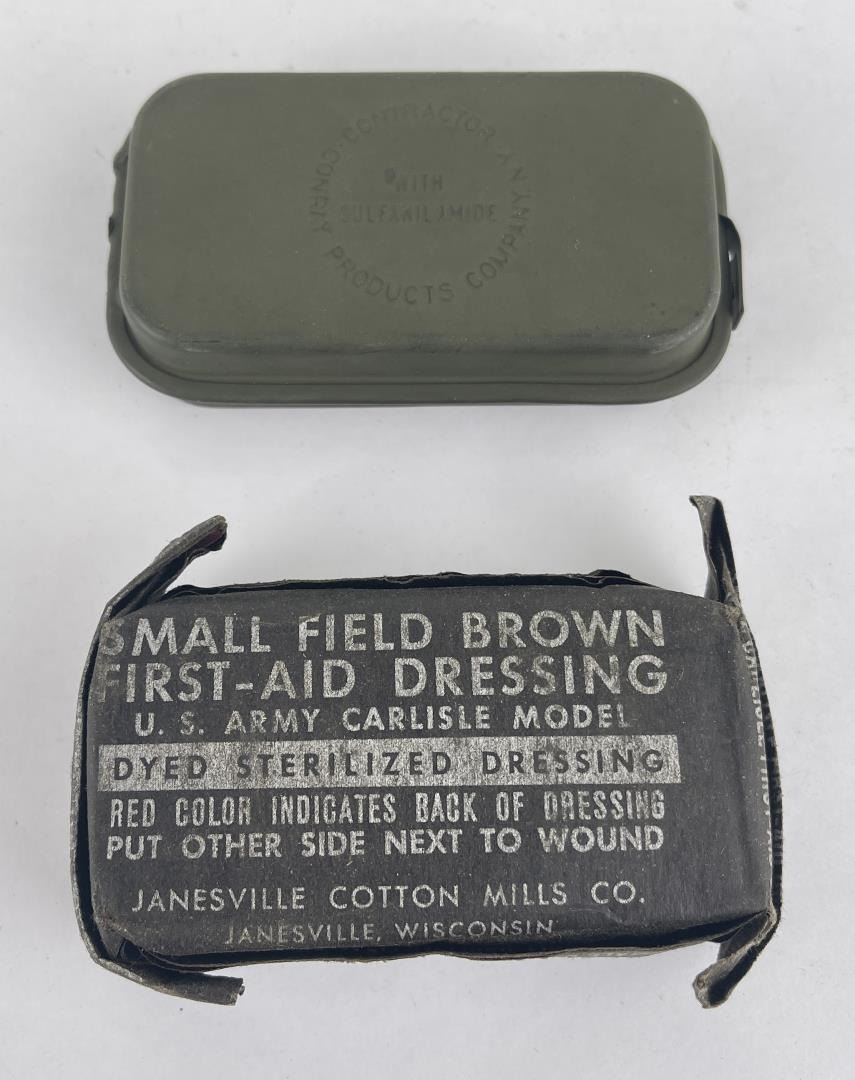 CONTRACTOR
WITH
SULFANILAMIDE
PRODUCTS COMPANY, N.Y.
SMALL FIELD BROWN
FIRST-AID DRESSING
U. S. ARMY CARLISLE MODEL
DYED STERILIZED DRESSING
RED COLOR INDICATES BACK OF DRESSING
PUT OTHER SIDE NEXT TO WOUND
JANESVILLE COTTON MILLS CO.
JANESVILLE, WISCONSIN